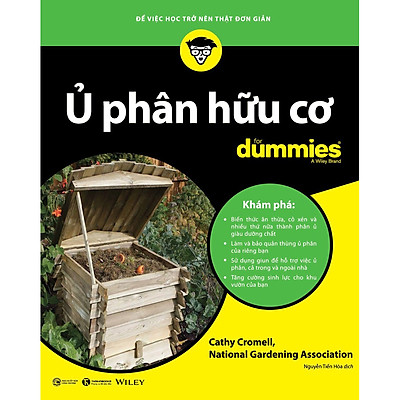 ĐỂ VIỆC HỌC TRỞ NÊN THẬT ĐƠN GIẢN
Ủ phân hữu cơ
for
dummies
A Wiley Brand
Khám phá:
• Biến thức ăn thừa, cỏ xén và
nhiều thứ nữa thành phân ủ
giàu dưỡng chất
• Làm và bảo quản thùng ủ phân
của riêng bạn
• Sử dụng giun để hỗ trợ việc ủ
phân, cả trong và ngoài nhà
• Tăng cường sinh lực cho khu
vườn của bạn
Cathy Cromell,
National Gardening Association
Nguyễn Tiến Hòa dịch
WILEY